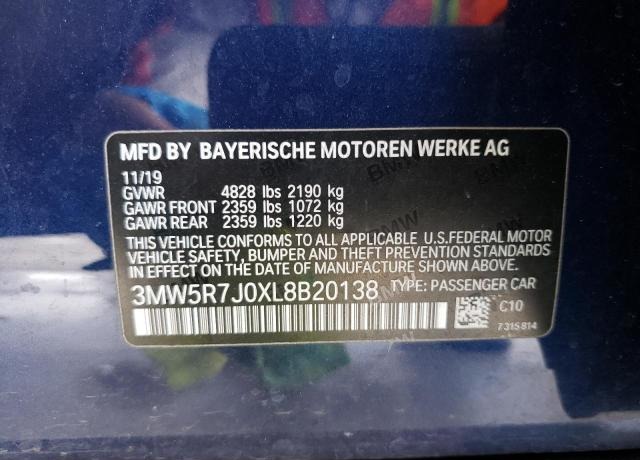 MFD BY BAYERISCHE MOTOREN WERKE AG
11/19
GVWR 4828 lbs 2190 kg
GAWR FRONT 2359 lbs 1072 kg
GAWR REAR 2359 lbs 1220 kg
THIS VEHICLE CONFORMS TO ALL APPLICABLE U.S.FEDERAL MOTOR
VEHICLE SAFETY, BUMPER AND THEFT PREVENTION STANDARDS
IN EFFECT ON THE DATE OF MANUFACTURE SHOWN ABOVE.
3MW5R7J0XL8B20138 TYPE: PASSENGER CAR
C10
7315814